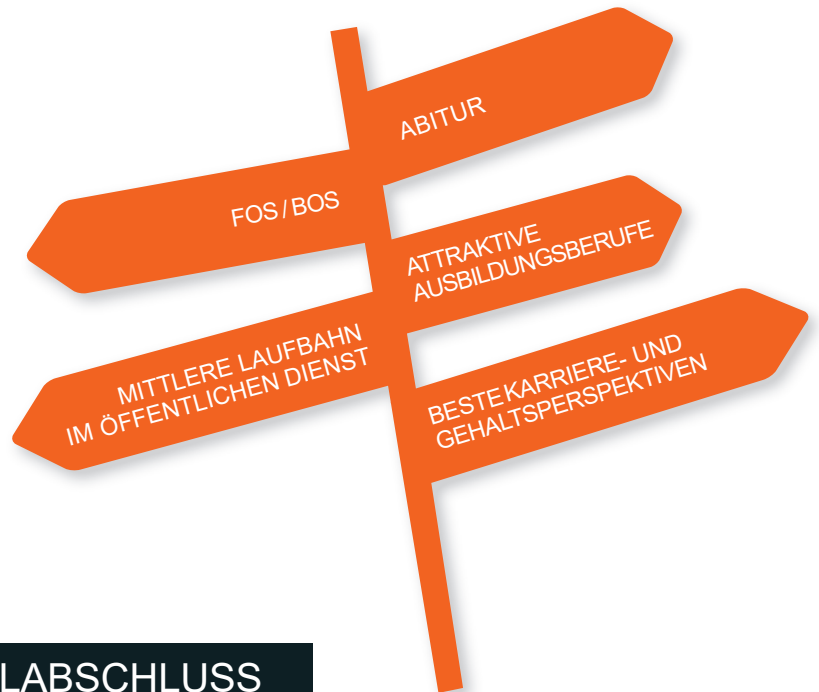 ABITUR
FOS / BOS
ATTRAKTIVE
AUSBILDUNGSBERUFE
MITTLERE LAUFBAHN
IM ÖFFENTLICHEN DIENST
BESTE KARRIERE- UND
GEHALTSPERSPEKTIVEN
LABSCHLUSS